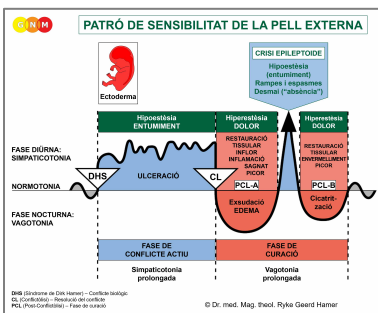 GNM
PATRÓ DE SENSIBILITAT DE LA PELL EXTERNA
CRISI EPILEPTOIDE
Hipoestèsia
(entumiment)
Rampes i espasmes
Desmai ("absència")
Ectoderma
Hipoestèsia
ENTUMIMENT
Hiperestèsia
DOLOR
Hiperestèsia
DOLOR
FASE DIÜRNA:
SIMPATICOTONIA
RESTAURACIÓ
TISSULAR
INFLOR
INFLAMACIÓ
SAGNAT
PICOR
RESTAURACIÓ
TISSULAR
ENVERMELLIMENT
PICOR
DHS
ULCERACIÓ
CL
PCL-A
PCL-B
NORMOTONIA
FASE NOCTURNA:
VAGOTONIA
Exsudació
EDEMA
Cicatrit-
zació
FASE DE
CONFLICTE ACTIU
FASE DE
CURACIÓ
Simpaticotonia
prolongada
Vagotonia
prolongada
DHS (Síndrome de Dirk Hamer) – Conflicte biològic
CL (Conflictòlisi) – Resolució del conflicte
PCL (Post-Conflictòlisi) – Fase de curació
© Dr. med. Mag. theol. Ryke Geerd Hamer